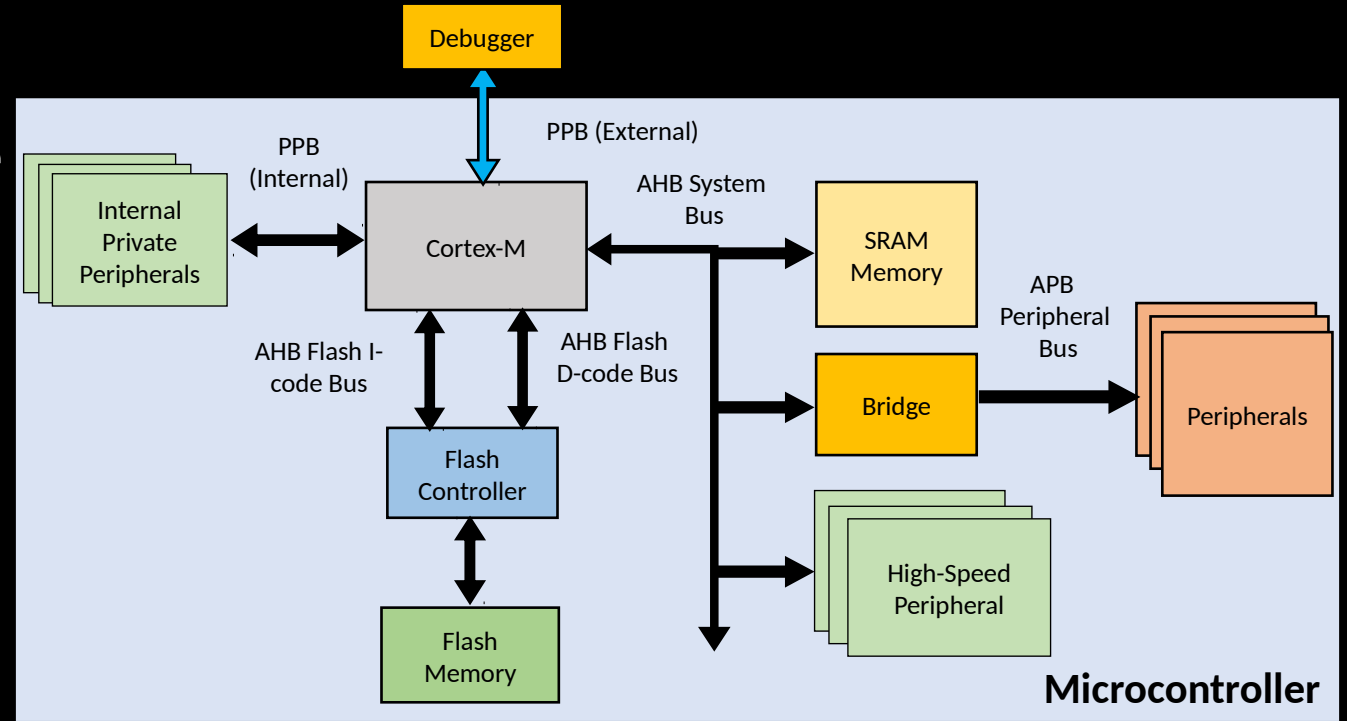 Debugger
PPB (External)
PPB
(Internal)
AHB System
Bus
Internal
Private
Peripherals
Cortex-M
SRAM
Memory
APB
Peripheral
Bus
AHB Flash I-
code Bus
AHB Flash
D-code Bus
Bridge
Peripherals
Flash
Controller
High-Speed
Peripheral
Flash
Memory
Microcontroller